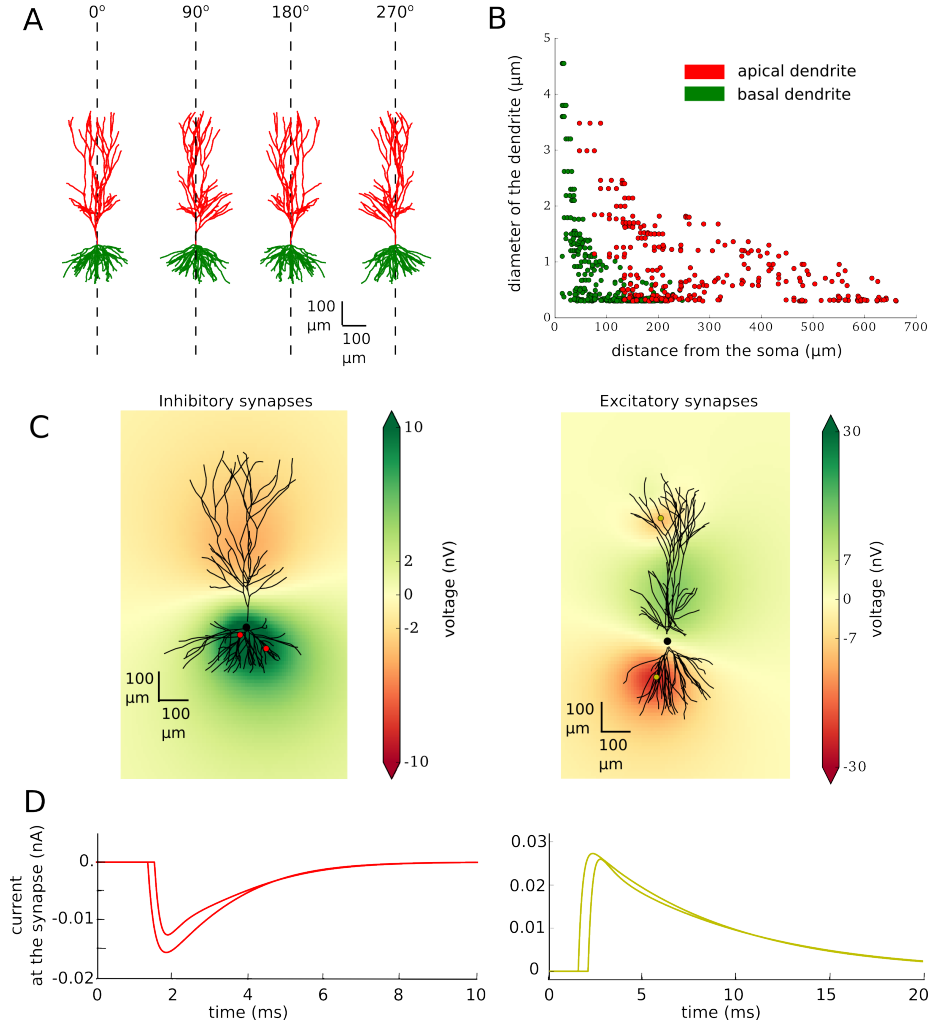 A
0° 90° 180° 270°
100
μm
100
μm
B
diameter of the dendrite (μm)
5
4
3
2
1
0
apical dendrite
basal dendrite
0 100 200 300 400 500 600 700
distance from the soma (μm)
C
Inhibitory synapses
10
2
0
-2
-10
voltage (nV)
100
μm
100
μm
Excitatory synapses
30
7
0
-7
-30
voltage (nV)
100
μm
100
μm
D
current
at the synapse (nA)
0.
-0.01
-0.02
0 2 4 6 8 10
time (ms)
0.03
0.02
0.01
0
0 5 10 15 20
time (ms)